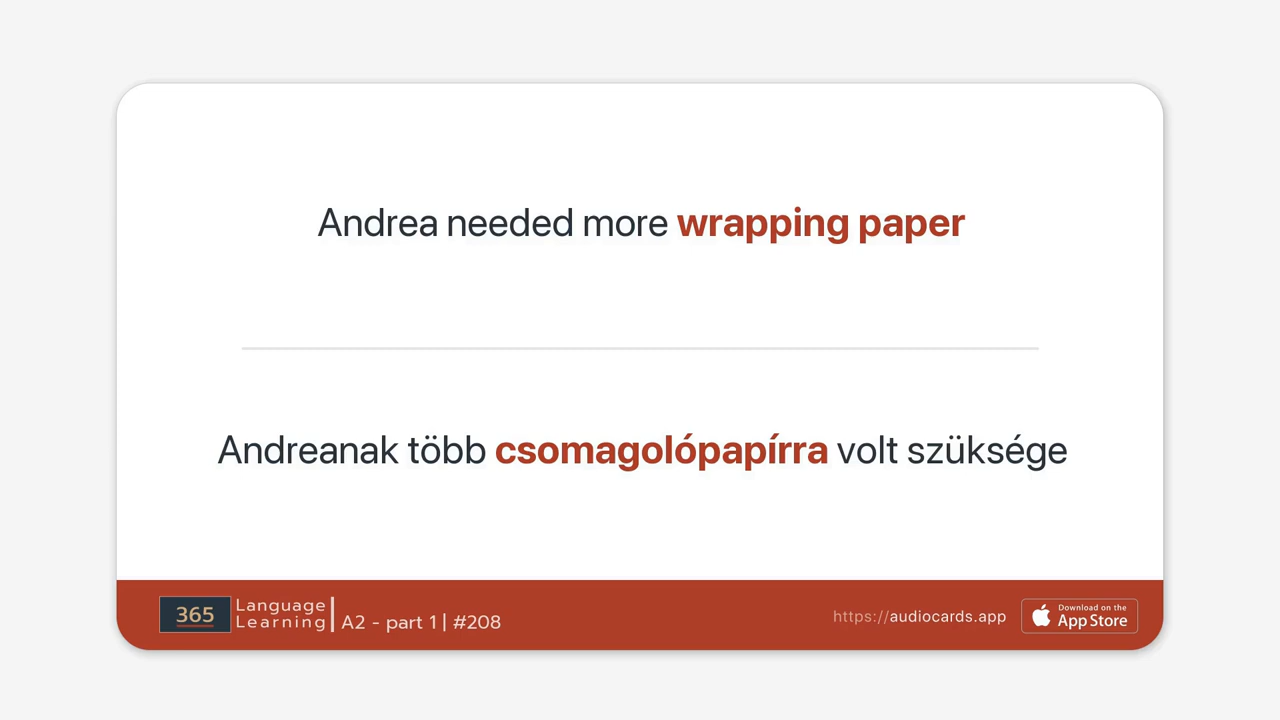 Andrea needed more wrapping paper
Andreanak több csomagolópapírra volt szüksége
365 Language Learning | A2 - part 1 | #208
https://audiocards.app
Download on the App Store